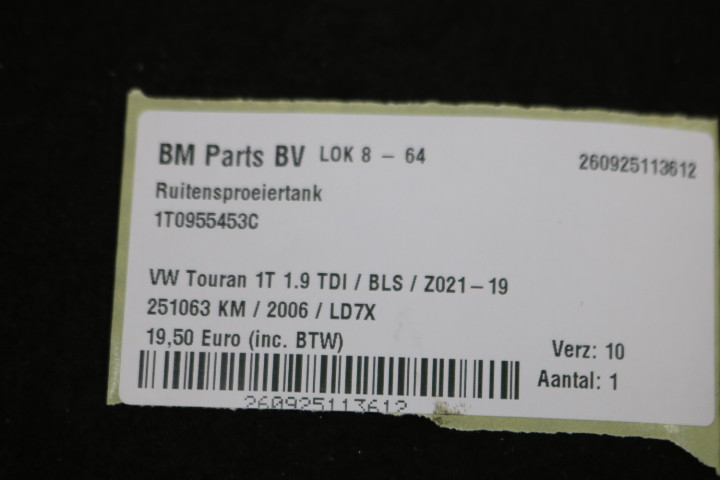 BM Parts BV LOK 8 - 64 260925113612
Ruitensproeiertank
1T0955453C
VW Touran 1T 1.9 TDI / BLS / Z021-19
251063 KM / 2006 / LD7X
19,50 Euro (inc. BTW)
Verz: 10
Aantal: 1
260925113612